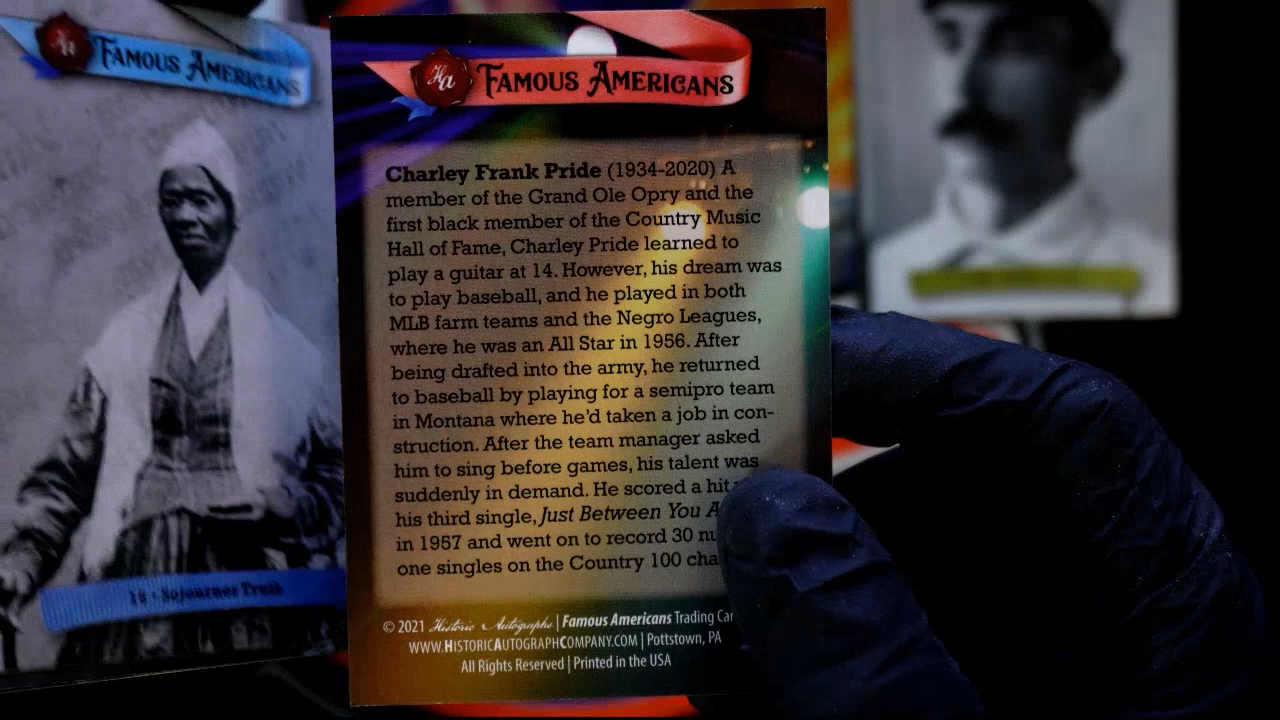 Ha FAMOUS AMERICANS
18 • Sojourner Truth
Ha FAMOUS AMERICANS
Charley Frank Pride (1934-2020) A
member of the Grand Ole Opry and the
first black member of the Country Music
Hall of Fame, Charley Pride learned to
play a guitar at 14. However, his dream was
to play baseball, and he played in both
MLB farm teams and the Negro Leagues,
where he was an All Star in 1956. After
being drafted into the army, he returned
to baseball by playing for a semipro team
in Montana where he'd taken a job in con-
struction. After the team manager asked
him to sing before games, his talent was
suddenly in demand. He scored a hit
his third single, Just Between You
in 1957 and went on to record 30
one singles on the Country 100
© 2021 Historic Autographs | Famous Americans Trading
WWW.HISTORICAUTOGRAPHCOMPANY.COM | Pottstown, PA
All Rights Reserved | Printed in the USA